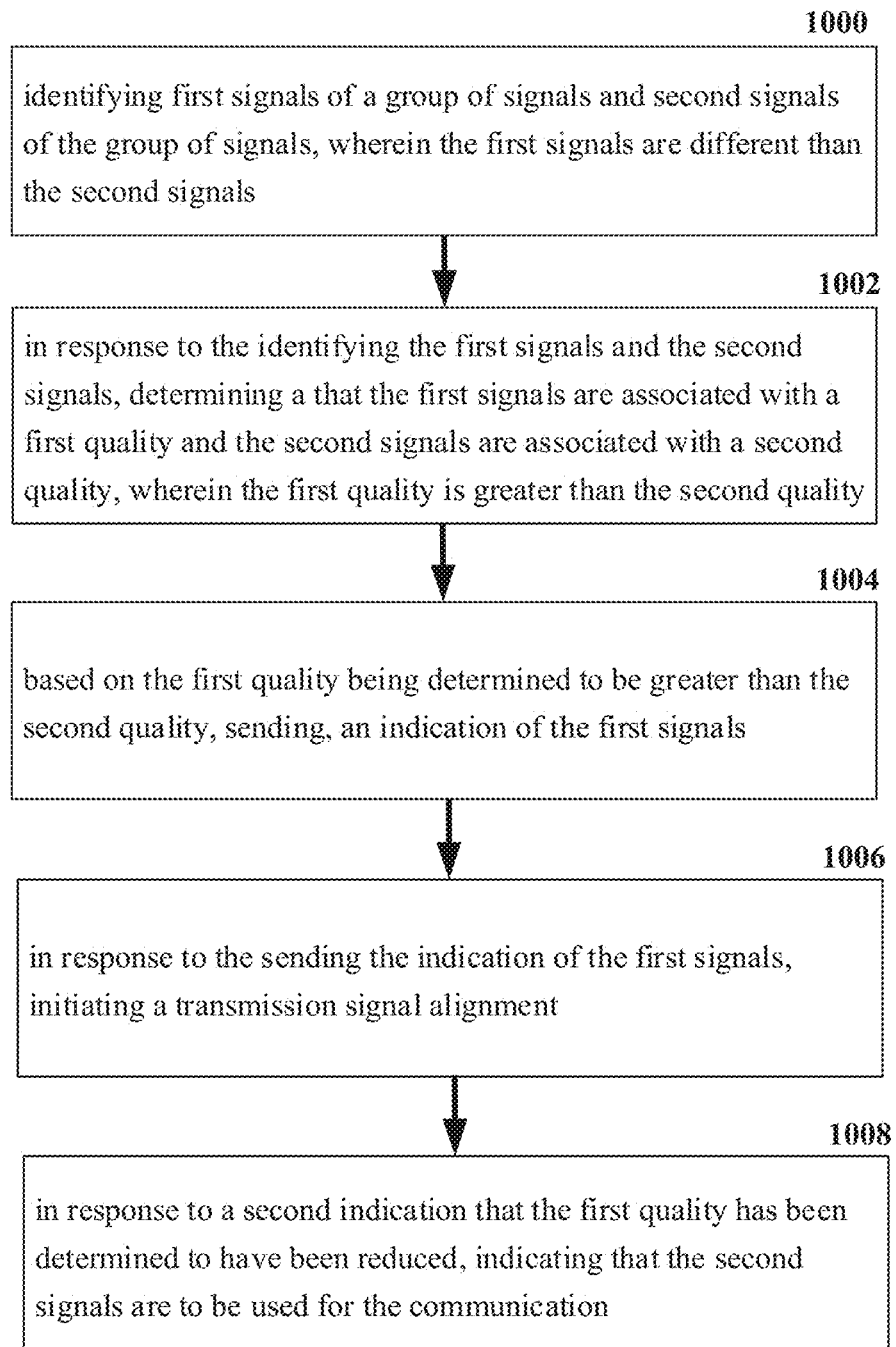 1000
identifying first signals of a group of signals and second signals
of the group of signals, wherein the first signals are different than
the second signals
1002
in response to the identifying the first signals and the second
signals, determining a that the first signals are associated with a
first quality and the second signals are associated with a second
quality, wherein the first quality is greater than the second quality
1004
based on the first quality being determined to be greater than the
second quality, sending, an indication of the first signals
1006
in response to the sending the indication of the first signals,
initiating a transmission signal alignment
1008
in response to a second indication that the first quality has been
determined to have been reduced, indicating that the second
signals are to be used for the communication